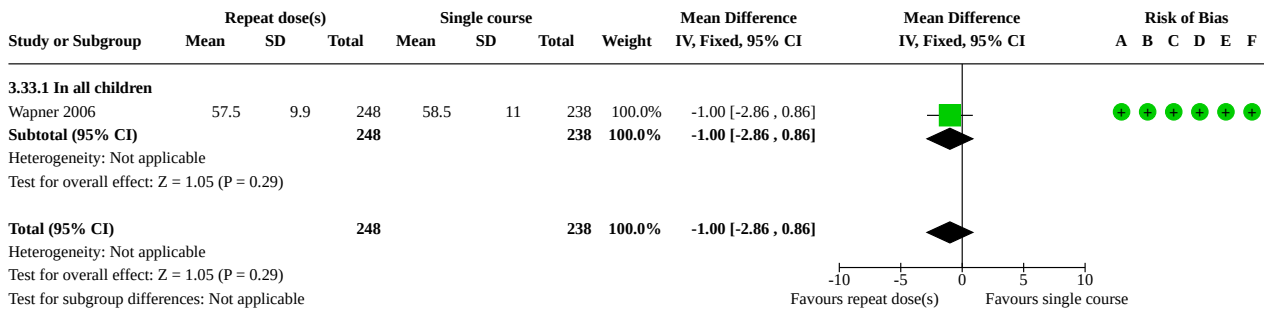 Repeat dose(s) Single course Mean Difference Mean Difference Risk of Bias
Study or Subgroup Mean SD Total Mean SD Total Weight IV, Fixed, 95% CI IV, Fixed, 95% CI A B C D E F
3.33.1 In all children
Wapner 2006 57.5 9.9 248 58.5 11 238 100.0% -1.00 [-2.86 , 0.86] + + + + + +
Subtotal (95% CI) 248 238 100.0% -1.00 [-2.86 , 0.86]
Heterogeneity: Not applicable
Test for overall effect: Z = 1.05 (P = 0.29)
Total (95% CI) 248 238 100.0% -1.00 [-2.86 , 0.86]
Heterogeneity: Not applicable
Test for overall effect: Z = 1.05 (P = 0.29) -10 -5 0 5 10
Test for subgroup differences: Not applicable Favours repeat dose(s) Favours single course